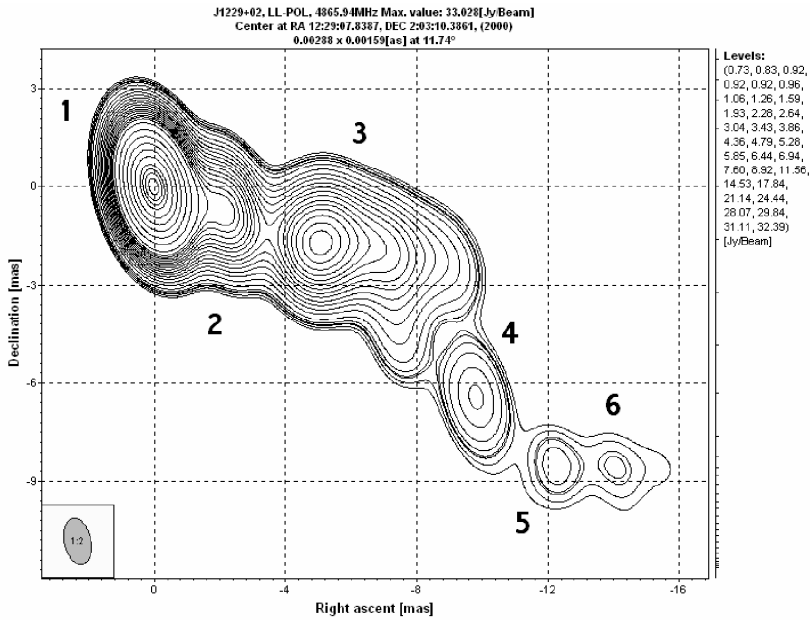 J1229+02, LL-POL, 4865.94MHz Max. value: 33.028[Jy/Beam]
Center at RA 12:29:07.8387, DEC 2:03:10.3861, (2000)
0.00288 x 0.00159[as] at 11.74°
Levels:
(0.73, 0.83, 0.92,
0.92, 0.92, 0.96,
1.06, 1.26, 1.59,
1.93, 2.28, 2.64,
3.04, 3.43, 3.86,
4.36, 4.79, 5.28,
5.85, 6.44, 6.94,
7.60, 8.92, 11.56,
14.53, 17.84,
21.14, 24.44,
28.07, 29.84,
31.11, 32.39)
[Jy/Beam]
3
0
-3
-6
-9
Declination [mas]
1
3
2
4
6
5
1:2
0
-4
-8
-12
-16
Right ascent [mas]